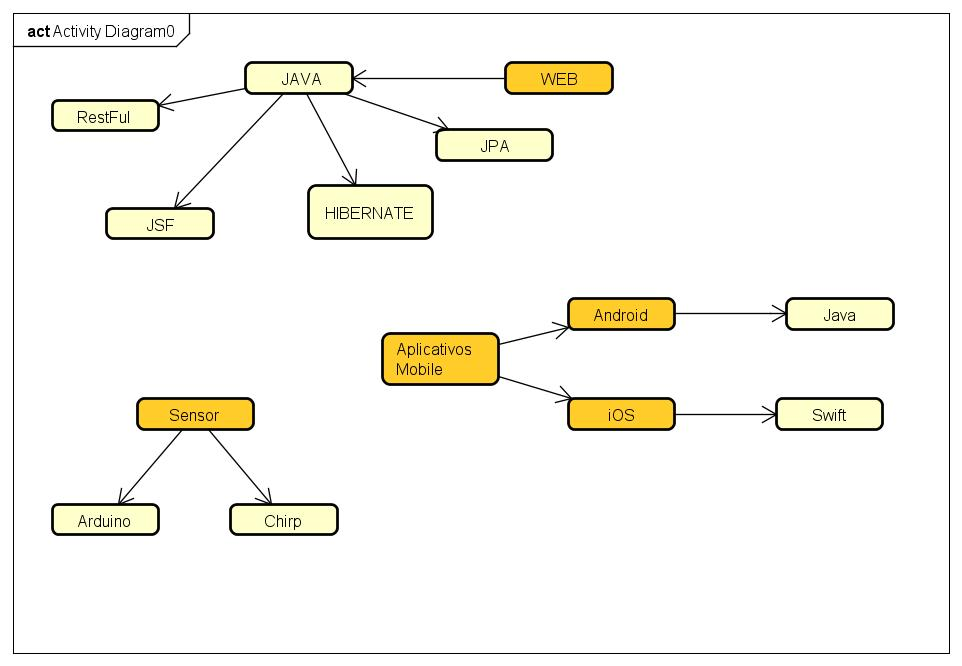 act Activity Diagram0
JAVA
WEB
RestFul
JPA
JSF
HIBERNATE
Android
Java
Aplicativos
Mobile
iOS
Swift
Sensor
Arduino
Chirp